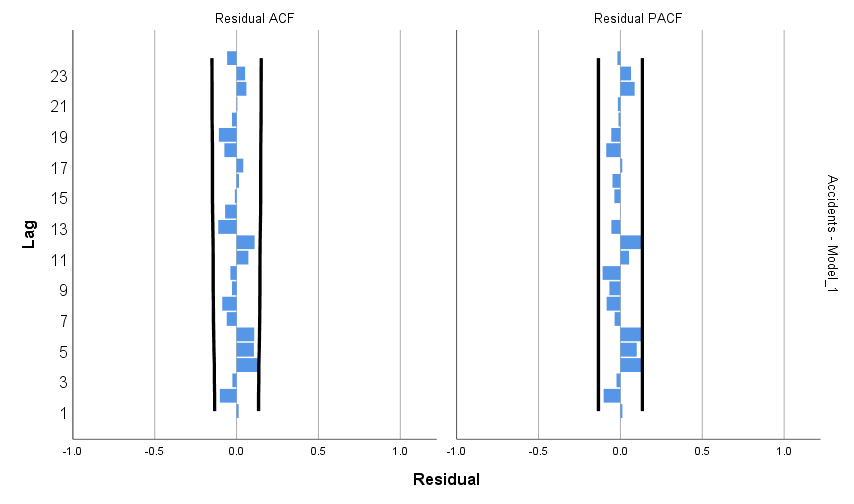 Residual ACF
Residual PACF
23
21
19
17
15
13
11
9
7
5
3
1
Lag
-1.0 -0.5 0.0 0.5 1.0
-1.0 -0.5 0.0 0.5 1.0
Residual
Accidents - Model_1